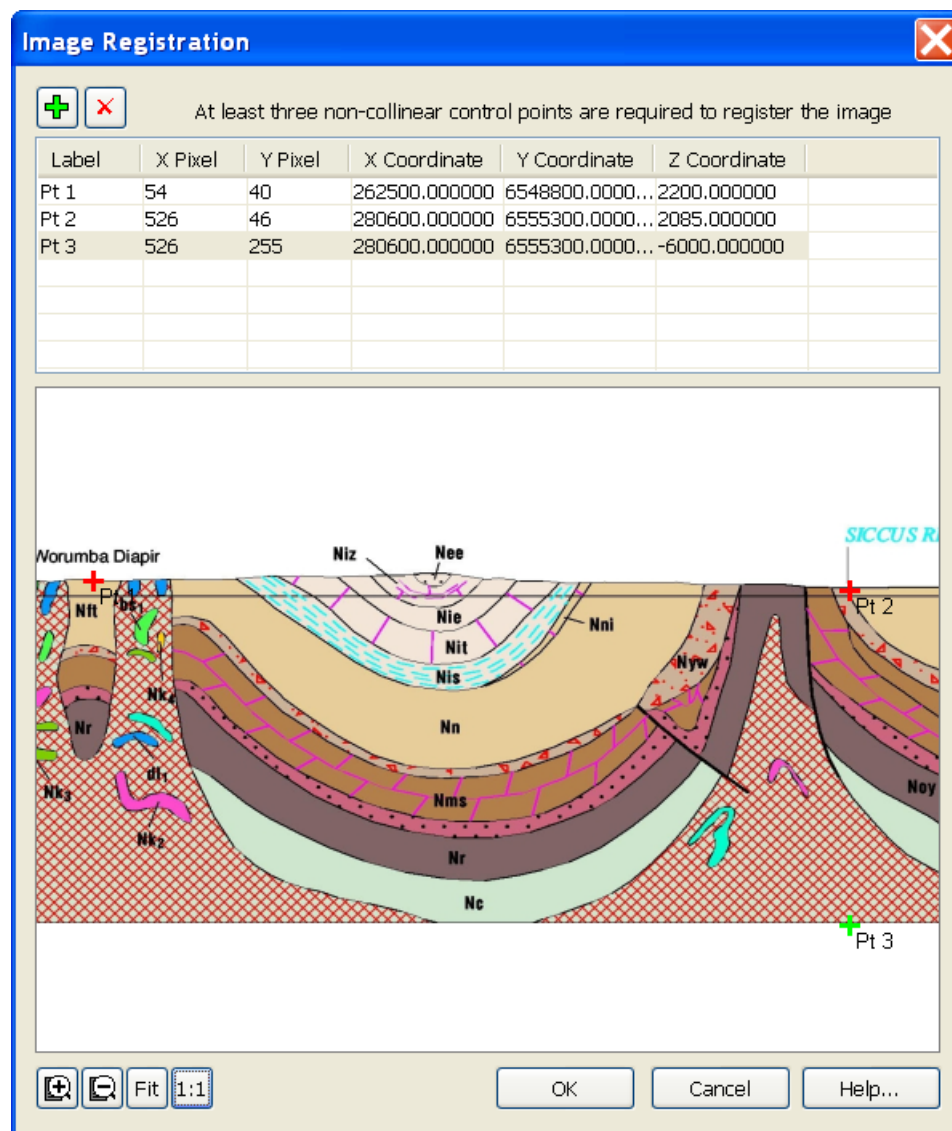 Image Registration
At least three non-collinear control points are required to register the image
Label X Pixel Y Pixel X Coordinate Y Coordinate Z Coordinate
Pt 1 54 40 262500.000000 6548800.0000... 2200.000000
Pt 2 526 46 280600.000000 6555300.0000... 2085.000000
Pt 3 526 255 280600.000000 6555300.0000... -6000.000000
SICCUS RI
Worumba Diapir Niz Nee
Pt 1 bs1 Pt 2
Nft Nie Nni
Nit Nyw
Nis
Nk4
Nr Nn
dl1
Nk3 Nms Noy
Nk2
Nr
Nc
Pt 3
Fit 1:1 OK Cancel Help...